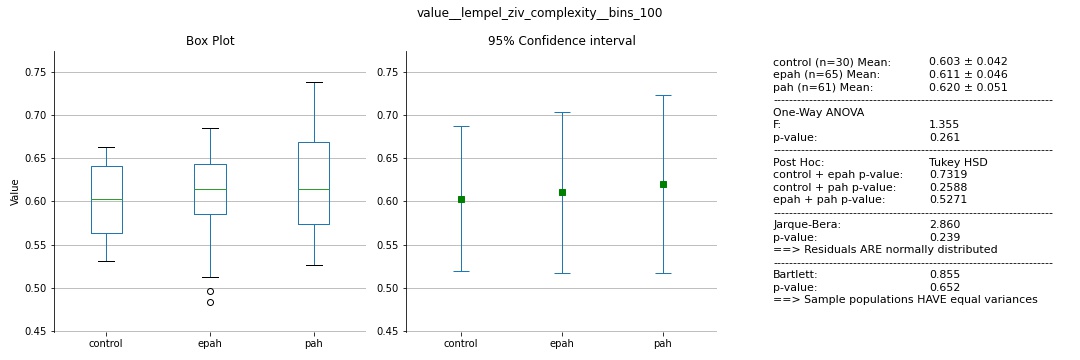 value__lempel_ziv_complexity__bins_100
Box Plot
Value
0.75
0.70
0.65
0.60
0.55
0.50
0.45
control epah pah
95% Confidence interval
0.75
0.70
0.65
0.60
0.55
0.50
0.45
control epah pah
control (n=30) Mean: 0.603 ± 0.042
epah (n=65) Mean: 0.611 ± 0.046
pah (n=61) Mean: 0.620 ± 0.051
One-Way ANOVA
F: 1.355
p-value: 0.261
Post Hoc: Tukey HSD
control + epah p-value: 0.7319
control + pah p-value: 0.2588
epah + pah p-value: 0.5271
Jarque-Bera: 2.860
p-value: 0.239
==> Residuals ARE normally distributed
Bartlett: 0.855
p-value: 0.652
==> Sample populations HAVE equal variances